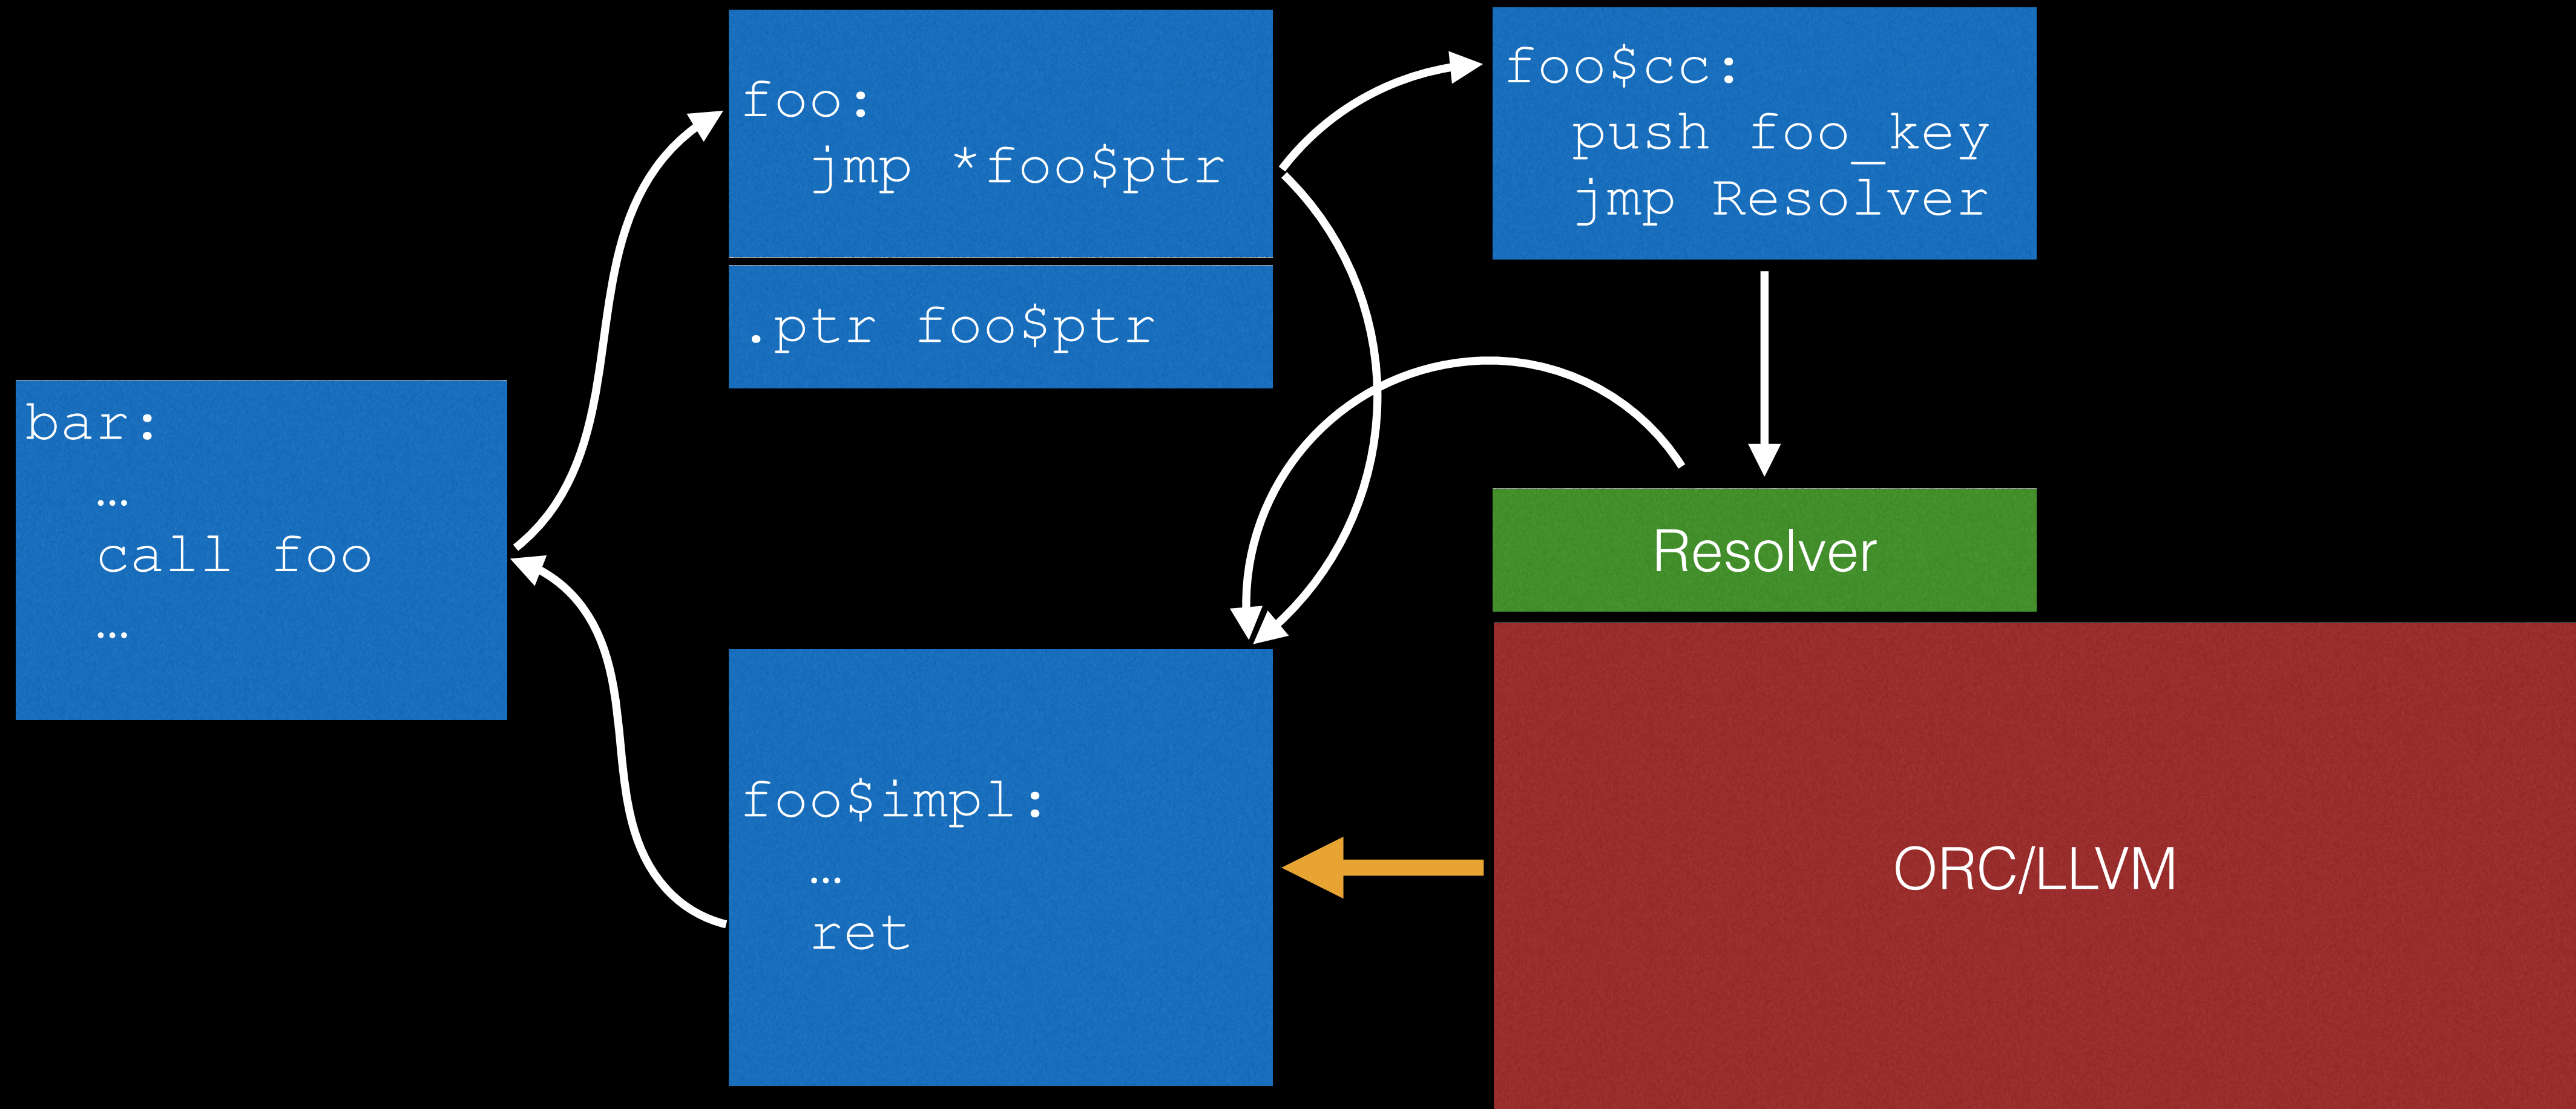 foo:
jmp *foo$ptr
.ptr foo$ptr
foo$cc:
push foo_key
jmp Resolver
bar:
…
call foo
…
Resolver
foo$impl:
…
ret
ORC/LLVM